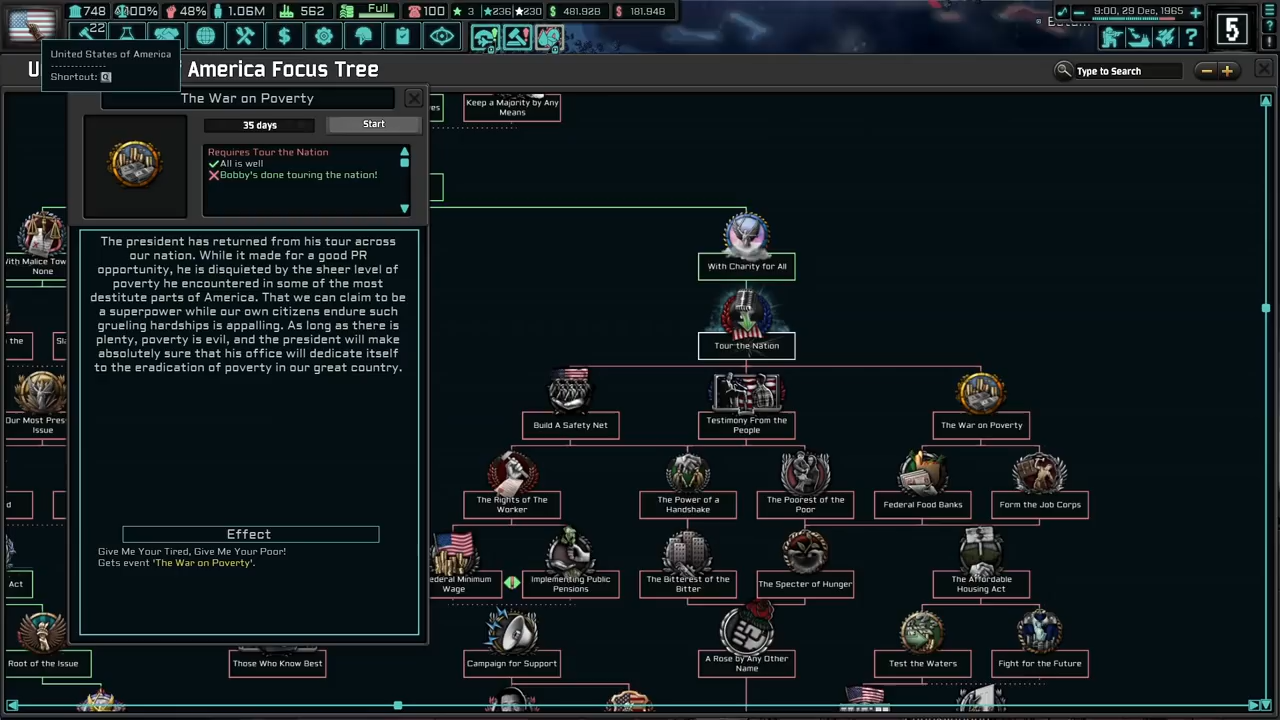 748 100% 48% 1.06M 562 Full 100 3 236 230 481.92B 181.94B
9:00, 29 Dec, 1965
5
22
United States of America
Shortcut: Q
America Focus Tree
Type to Search
The War on Poverty
35 days
Start
Requires Tour the Nation
All is well
Bobby's done touring the nation!
The president has returned from his tour across
our nation. While it made for a good PR
opportunity, he is disquieted by the sheer level of
poverty he encountered in some of the most
destitute parts of America. That we can claim to be
a superpower while our own citizens endure such
grueling hardships is appalling. As long as there is
plenty, poverty is evil, and the president will make
absolutely sure that his office will dedicate itself
to the eradication of poverty in our great country.
Effect
Give Me Your Tired, Give Me Your Poor!
Gets event 'The War on Poverty'.
Keep a Majority by Any
Means
With Malice Tow
None
the
Our Most Pres
Issue
Act
Root of the Issue
With Charity for All
Tour the Nation
Build A Safety Net
Testimony From the
People
The War on Poverty
The Rights of The
Worker
The Power of a
Handshake
The Poorest of the
Poor
Federal Food Banks
Form the Job Corps
ederal Minimum
Wage
Implementing Public
Pensions
The Bitterest of the
Bitter
The Specter of Hunger
The Affordable
Housing Act
Those Who Know Best
Campaign for Support
A Rose by Any Other
Name
Test the Waters
Fight for the Future